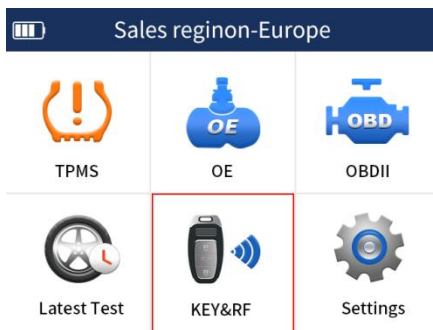 Sales reginon-Europe
OE
OBD
TPMS
OE
OBDII
Latest Test
KEY&RF
Settings